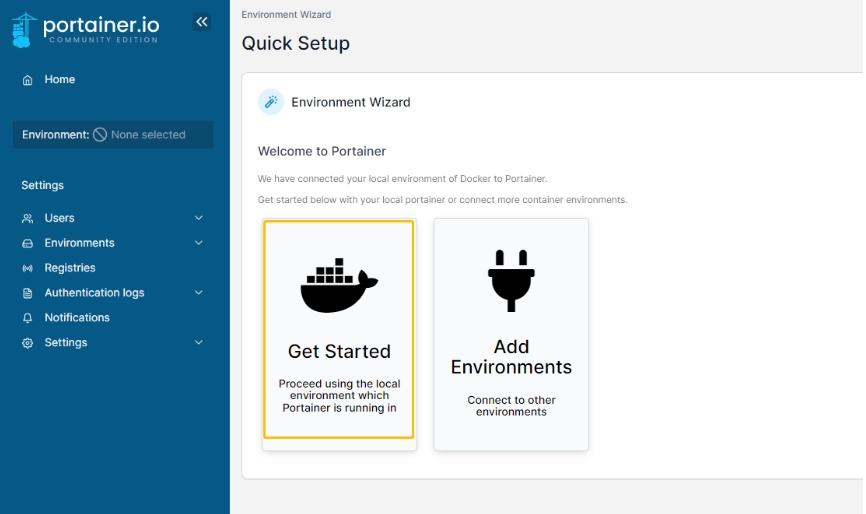 portainer.io
COMMUNITY EDITION
Home
Environment: None selected
Settings
Users
Environments
Registries
Authentication logs
Notifications
Settings
Environment Wizard
Quick Setup
Environment Wizard
Welcome to Portainer
We have connected your local environment of Docker to Portainer.
Get started below with your local portainer or connect more container environments.
Get Started
Proceed using the local
environment which
Portainer is running in
Add
Environments
Connect to other
environments